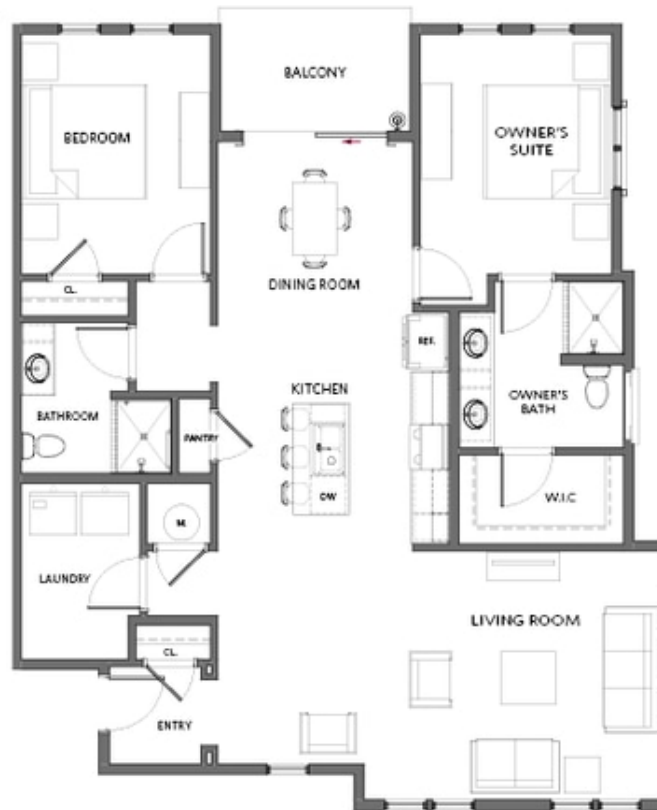 BALCONY
BEDROOM
OWNER'S
SUITE
DINING ROOM
CL.
REF.
KITCHEN
OWNER'S
BATH
BATHROOM
PANTRY
DW
W.I.C
M.
LAUNDRY
LIVING ROOM
CL.
ENTRY